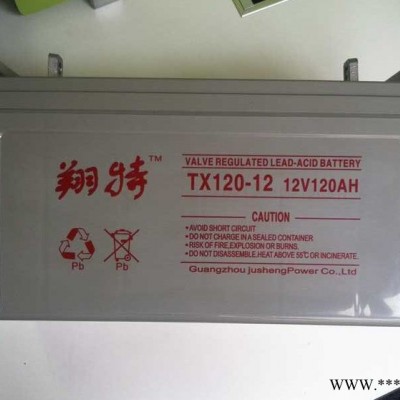 翔特™
VALVE REGULATED LEAD-ACID BATTERY
TX120-12 12V120AH
CAUTION
• AVOID SHORT CIRCUIT
• DO NOT CHARGE IN A SEALED CONTAINER
• RISK OF FIRE,EXPLOSION OR BURNS.
• DO NOT DISASSEMBLE,HEAT ABOVE 55℃ OR INCINERATE.
Pb Pb
Guangzhou jushengPower Co.,Ltd
WWW.***